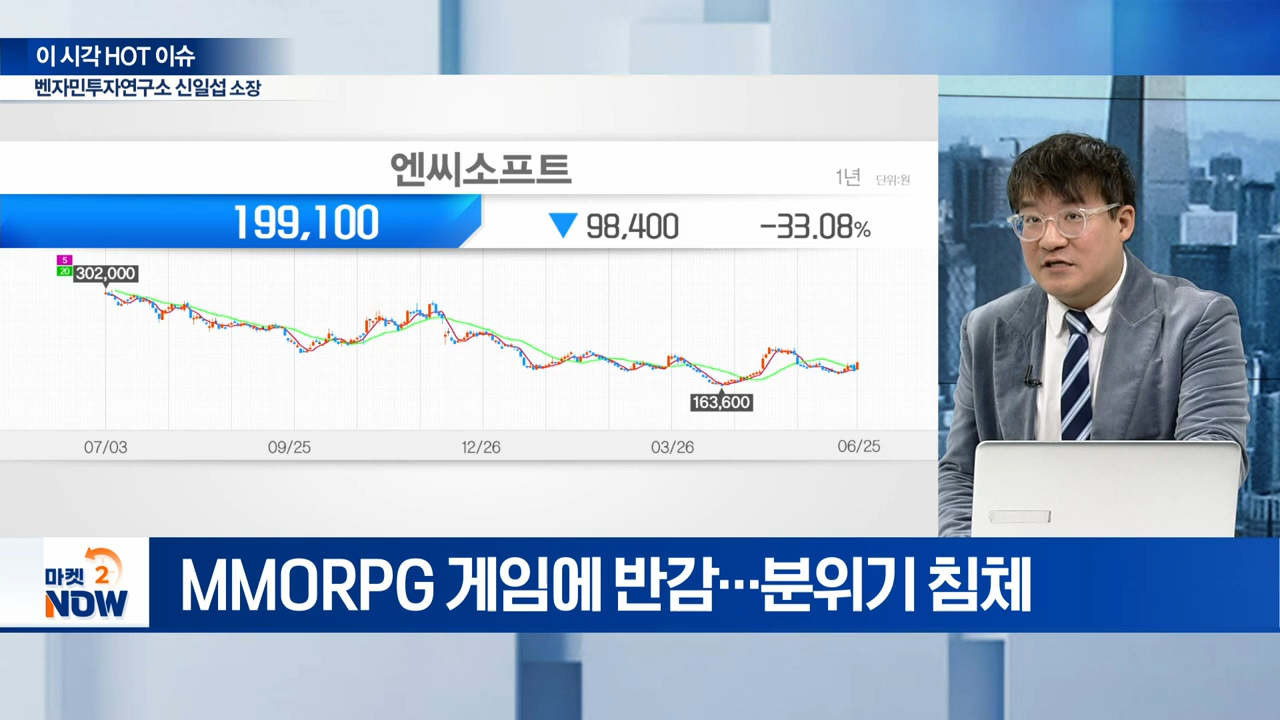 이 시각 HOT 이슈
벤자민투자연구소 신일섭 소장
엔씨소프트
1년 단위:원
199,100 ▼ 98,400 -33.08%
5
20
302,000
163,600
07/03 09/25 12/26 03/26 06/25
마켓 2
NOW
MMORPG 게임에 반감…분위기 침체